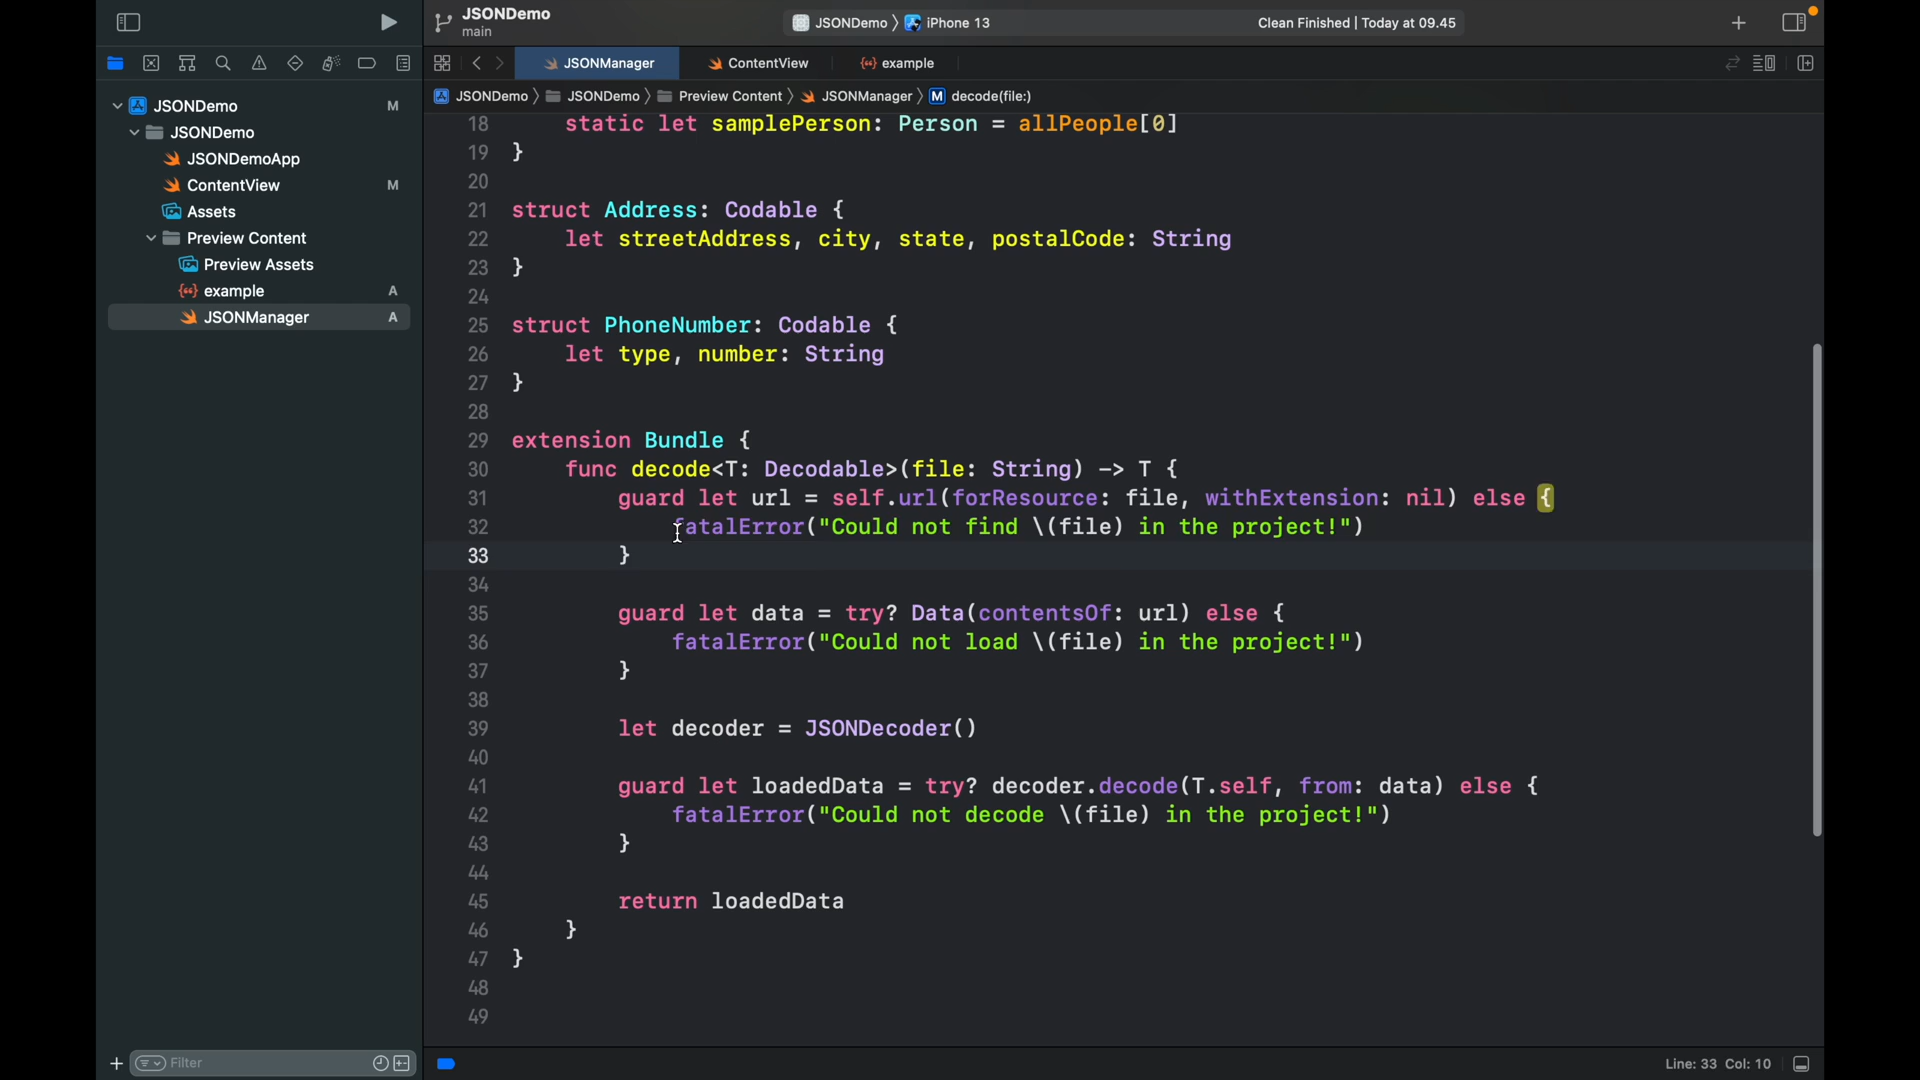 JSONDemo
main
JSONDemo 〉 iPhone 13
Clean Finished | Today at 09.45
JSONManager
ContentView
example
JSONDemo 〉 JSONDemo 〉 Preview Content 〉 JSONManager 〉 M decode(file:)
JSONDemo M
JSONDemo
JSONDemoApp
ContentView M
Assets
Preview Content
Preview Assets
example A
JSONManager A
Filter
18     static let samplePerson: Person = allPeople[0]
19 }
20
21 struct Address: Codable {
22     let streetAddress, city, state, postalCode: String
23 }
24
25 struct PhoneNumber: Codable {
26     let type, number: String
27 }
28
29 extension Bundle {
30     func decode<T: Decodable>(file: String) -> T {
31         guard let url = self.url(forResource: file, withExtension: nil) else {
32             fatalError("Could not find \(file) in the project!")
33         }
34
35         guard let data = try? Data(contentsOf: url) else {
36             fatalError("Could not load \(file) in the project!")
37         }
38
39         let decoder = JSONDecoder()
40
41         guard let loadedData = try? decoder.decode(T.self, from: data) else {
42             fatalError("Could not decode \(file) in the project!")
43         }
44
45         return loadedData
46     }
47 }
48
49
Line: 33 Col: 10